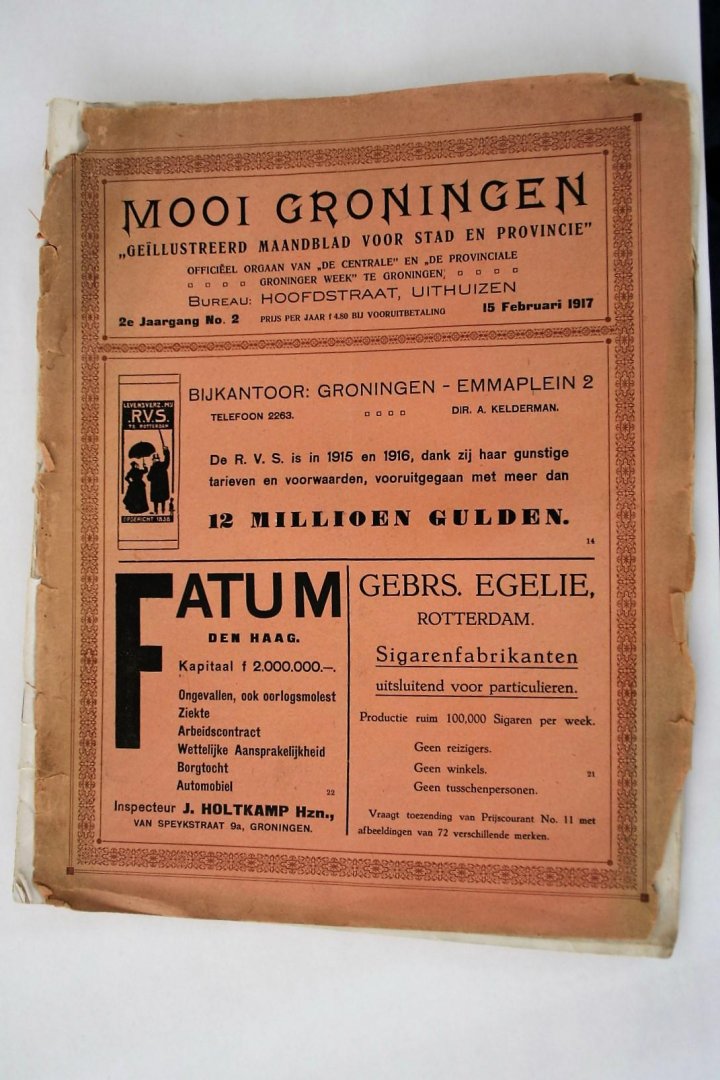 MOOI GRONINGEN
„GEÏLLUSTREERD MAANDBLAD VOOR STAD EN PROVINCIE”
OFFICIËEL ORGAAN VAN „DE CENTRALE” EN „DE PROVINCIALE
GRONINGER WEEK” TE GRONINGEN,
BUREAU: HOOFDSTRAAT, UITHUIZEN
2e Jaargang No. 2 PRIJS PER JAAR f 4.80 BIJ VOORUITBETALING 15 Februari 1917
LEVENSVERZ. MIJ
R.V.S.
TE ROTTERDAM
OPGERICHT 1838
BIJKANTOOR: GRONINGEN - EMMAPLEIN 2
TELEFOON 2263. DIR. A. KELDERMAN.
De R. V. S. is in 1915 en 1916, dank zij haar gunstige
tarieven en voorwaarden, vooruitgegaan met meer dan
12 MILLIOEN GULDEN.
14
FATUM
DEN HAAG.
Kapitaal f 2.000.000.—.
Ongevallen, ook oorlogsmolest
Ziekte
Arbeidscontract
Wettelijke Aansprakelijkheid
Borgtocht
Automobiel
22
Inspecteur J. HOLTKAMP Hzn.,
VAN SPEYKSTRAAT 9a, GRONINGEN.
GEBRS. EGELIE,
ROTTERDAM.
Sigarenfabrikanten
uitsluitend voor particulieren.
Productie ruim 100,000 Sigaren per week.
Geen reizigers.
Geen winkels.
21
Geen tusschenpersonen.
Vraagt toezending van Prijscourant No. 11 met
afbeeldingen van 72 verschillende merken.